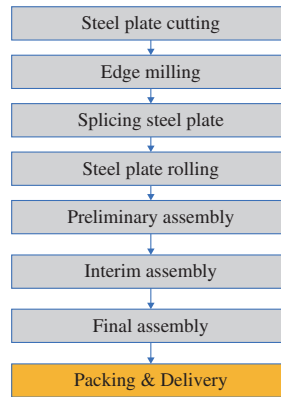 Steel plate cutting
Edge milling
Splicing steel plate
Steel plate rolling
Preliminary assembly
Interim assembly
Final assembly
Packing & Delivery